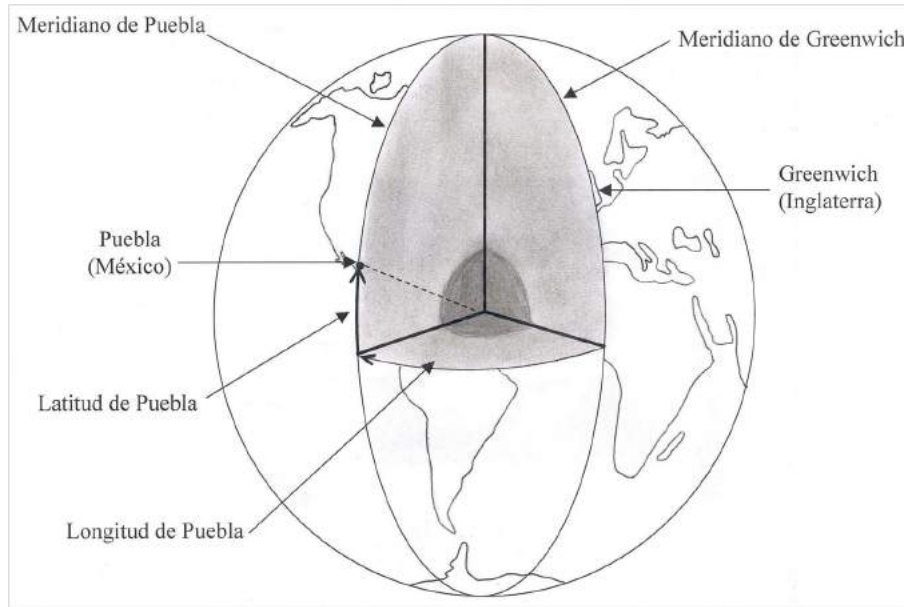 Meridiano de Puebla
Meridiano de Greenwich
Greenwich
(Inglaterra)
Puebla
(México)
Latitud de Puebla
Longitud de Puebla